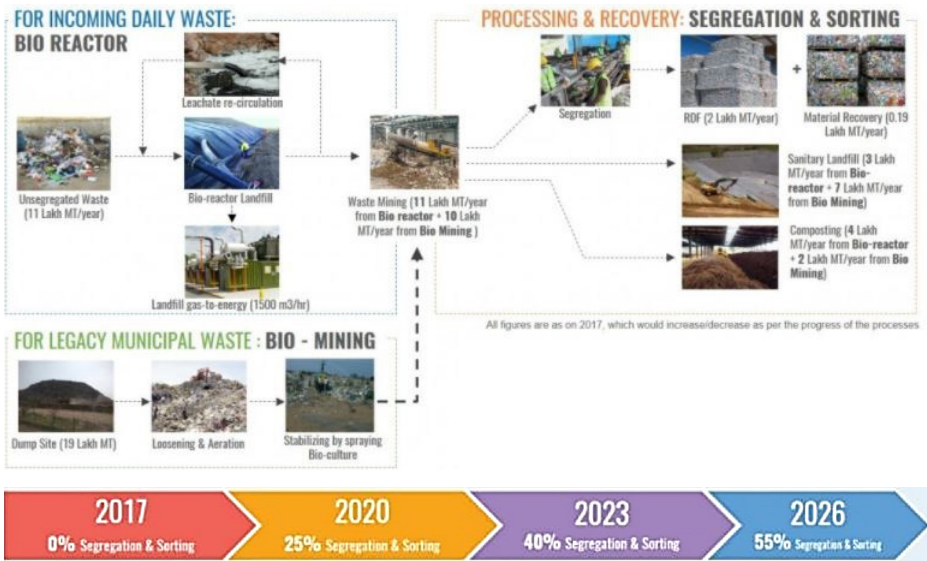 FOR INCOMING DAILY WASTE:
BIO REACTOR
Leachate re-circulation
Unsegregated Waste
(11 Lakh MT/year)
Bio-reactor Landfill
Landfill gas-to-energy (1500 m3/hr)
Waste Mining (11 Lakh MT/year
from Bio reactor + 10 Lakh
MT/year from Bio Mining )
PROCESSING & RECOVERY: SEGREGATION & SORTING
Segregation
RDF (2 Lakh MT/year)
+
Material Recovery (0.19
Lakh MT/year)
Sanitary Landfill (3 Lakh
MT/year from Bio-
reactor + 7 Lakh MT/year
from Bio Mining)
Composting (4 Lakh
MT/year from Bio-reactor
+ 2 Lakh MT/year from Bio
Mining)
All figures are as on 2017, which would increase/decrease as per the progress of the processes
FOR LEGACY MUNICIPAL WASTE : BIO - MINING
Dump Site (19 Lakh MT)
Loosening & Aeration
Stabilizing by spraying
Bio-culture
2017
0% Segregation & Sorting
2020
25% Segregation & Sorting
2023
40% Segregation & Sorting
2026
55% Segregation & Sorting